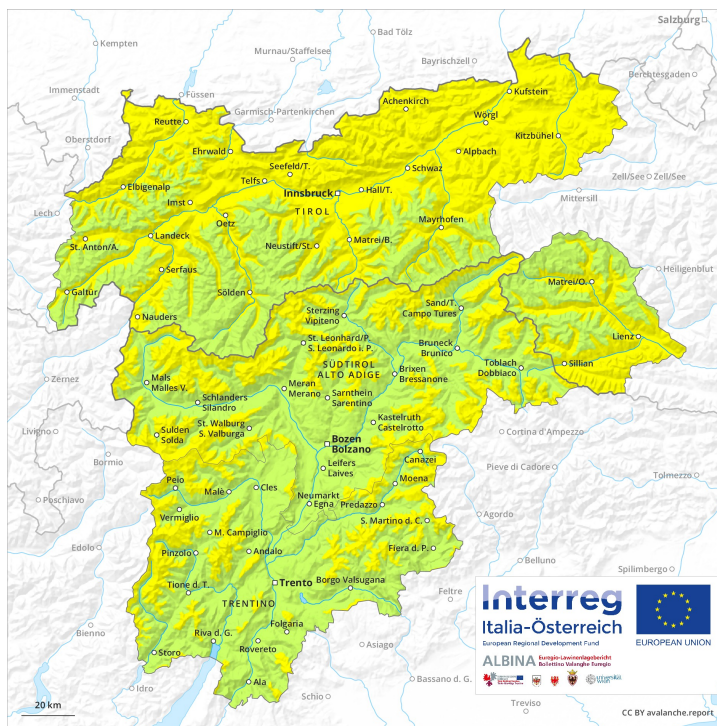 Salzburg
Kempten
Bad Tölz
Murnau/Staffelsee
Bayrischzell
Berchtesgaden
Immenstadt
Füssen
Garmisch-Partenkirchen
Achenkirch
Kufstein
Reutte
Wörgl
Oberstdorf
Ehrwald
Kitzbühel
Seefeld/T.
Alpbach
Schwaz
Elbigenalp
Telfs
Innsbruck
Hall/T.
Zell/See
Zell/See
Lech
Imst
TIROL
Mittersill
Oetz
Mayrhofen
St. Anton/A.
Landeck
Neustift/St.
Matrei/B.
Serfaus
Heiligenblut
Galtür
Sölden
Matrei/O.
Nauders
Sterzing
Vipiteno
Sand/T.
Campo Tures
St. Leonhard/P.
S. Leonardo i. P.
Bruneck
Brunico
Lienz
SÜDTIROL
ALTO ADIGE
Toblach
Dobbiaco
Sillian
Zernez
Mals
Malles V.
Meran
Merano
Brixen
Bressanone
Schlanders
Silandro
Sarnthein
Sarentino
St. Walburg
S. Valburga
Kastelruth
Castelrotto
Livigno
Sulden
Solda
Cortina d'Ampezzo
Bozen
Bolzano
Bormio
Canazei
Leifers
Laives
Pieve di Cadore
Tolmezzo
Peio
Moena
Poschiavo
Malè
Cles
Neumarkt
Egna
Predazzo
Vermiglio
Agordo
S. Martino d. C.
M. Campiglio
Edolo
Pinzolo
Andalo
Fiera d. P.
Belluno
Spilimbergo
Trento
Borgo Valsugana
Tione d. T.
Feltre
TRENTINO
Bienno
Folgaria
Riva d. G.
Rovereto
Asiago
Storo
Bassano d. G.
Ala
Idro
Schio
Treviso
20 km
Interreg
Italia-Österreich
European Regional Development Fund
EUROPEAN UNION
ALBINA
Euregio-Lawinenlagebericht
Bollettino Valanghe Euregio
universität
wien
CC BY avalanche.report